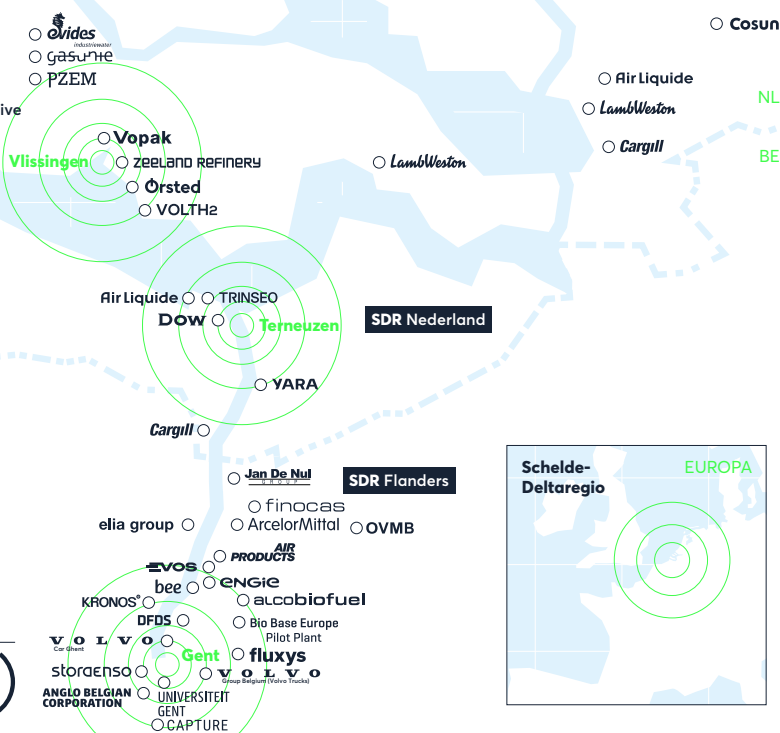 Cosun
evides
industriewater
gasunie
PZEM
Air Liquide
LambWeston
NL
ive
Vopak
Cargill
BE
Vlissingen
ZEELAND REFINERY
LambWeston
Ørsted
VOLTH2
Air Liquide
TRINSEO
DOW
Terneuzen
SDR Nederland
YARA
Cargill
Jan De Nul
GROUP
SDR Flanders
finocas
elia group
ArcelorMittal
OVMB
AIR
PRODUCTS
EVOS
bee
ENGIE
KRONOS®
alcobiofuel
DFDS
Bio Base Europe
Pilot Plant
VOLVO
Car Ghent
Gent
fluxys
storaenso
VOLVO
Group Belgium (Volvo Trucks)
ANGLO BELGIAN
CORPORATION
UNIVERSITEIT
GENT
CAPTURE
Schelde-
Deltaregio
EUROPA